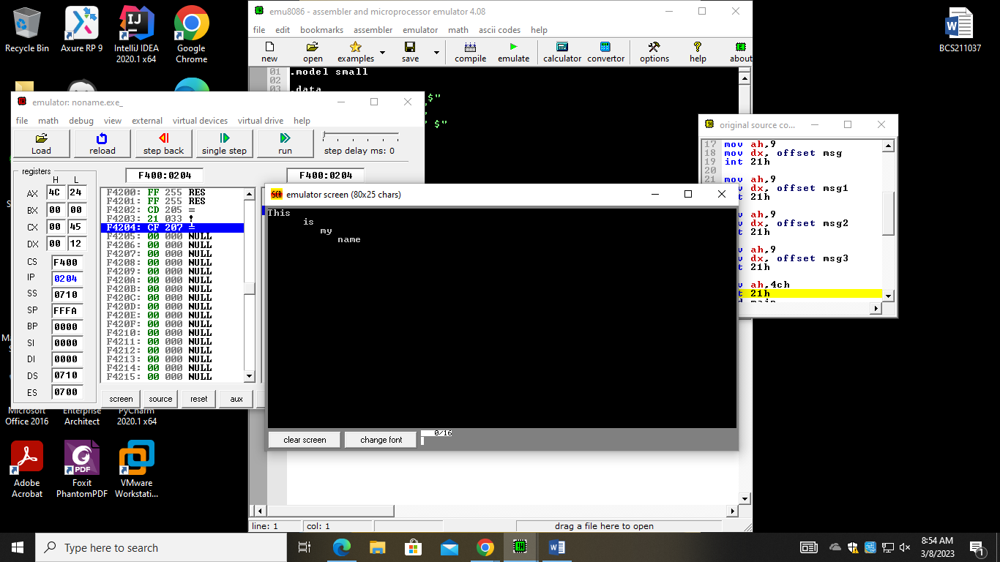 Recycle Bin
Axure RP 9
IntelliJ IDEA
2020.1 x64
Google
Chrome
BCS211037
emu8086 - assembler and microprocessor emulator 4.08
file edit bookmarks assembler emulator math ascii codes help
new open examples save compile emulate calculator convertor options help about
01 .model small
02
03 .data
$"
$"
emulator: noname.exe_
file math debug view external virtual devices virtual drive help
Load reload step back single step run step delay ms: 0
registers
F400:0204 F400:0204
H L
AX 4C 24
BX 00 00
CX 00 45
DX 00 12
CS F400
IP 0204
SS 0710
SP FFFA
BP 0000
SI 0000
DI 0000
DS 0710
ES 0700
F4200: FF 255 RES
F4201: FF 255 RES
F4202: CD 205 =
F4203: 21 033 !
F4204: CF 207 ╧
F4205: 00 000 NULL
F4206: 00 000 NULL
F4207: 00 000 NULL
F4208: 00 000 NULL
F4209: 00 000 NULL
F420A: 00 000 NULL
F420B: 00 000 NULL
F420C: 00 000 NULL
F420D: 00 000 NULL
F420E: 00 000 NULL
F420F: 00 000 NULL
F4210: 00 000 NULL
F4211: 00 000 NULL
F4212: 00 000 NULL
F4213: 00 000 NULL
F4214: 00 000 NULL
F4215: 00 000 NULL
screen source reset aux
emulator screen (80x25 chars)
This
is
my
name
clear screen change font 0/16
original source co...
17 mov ah,9
18 mov dx, offset msg
19 int 21h
20
21 mov ah,9
dx, offset msg1
21h
ah,9
dx, offset msg2
21h
ah,9
dx, offset msg3
21h
ah,4ch
21h
Microsoft
Office 2016
Enterprise
Architect
PyCharm
2020.1 x64
Adobe
Acrobat
Foxit
PhantomPDF
VMware
Workstati...
line: 1 col: 1 drag a file here to open
Type here to search
8:54 AM
3/8/2023
1